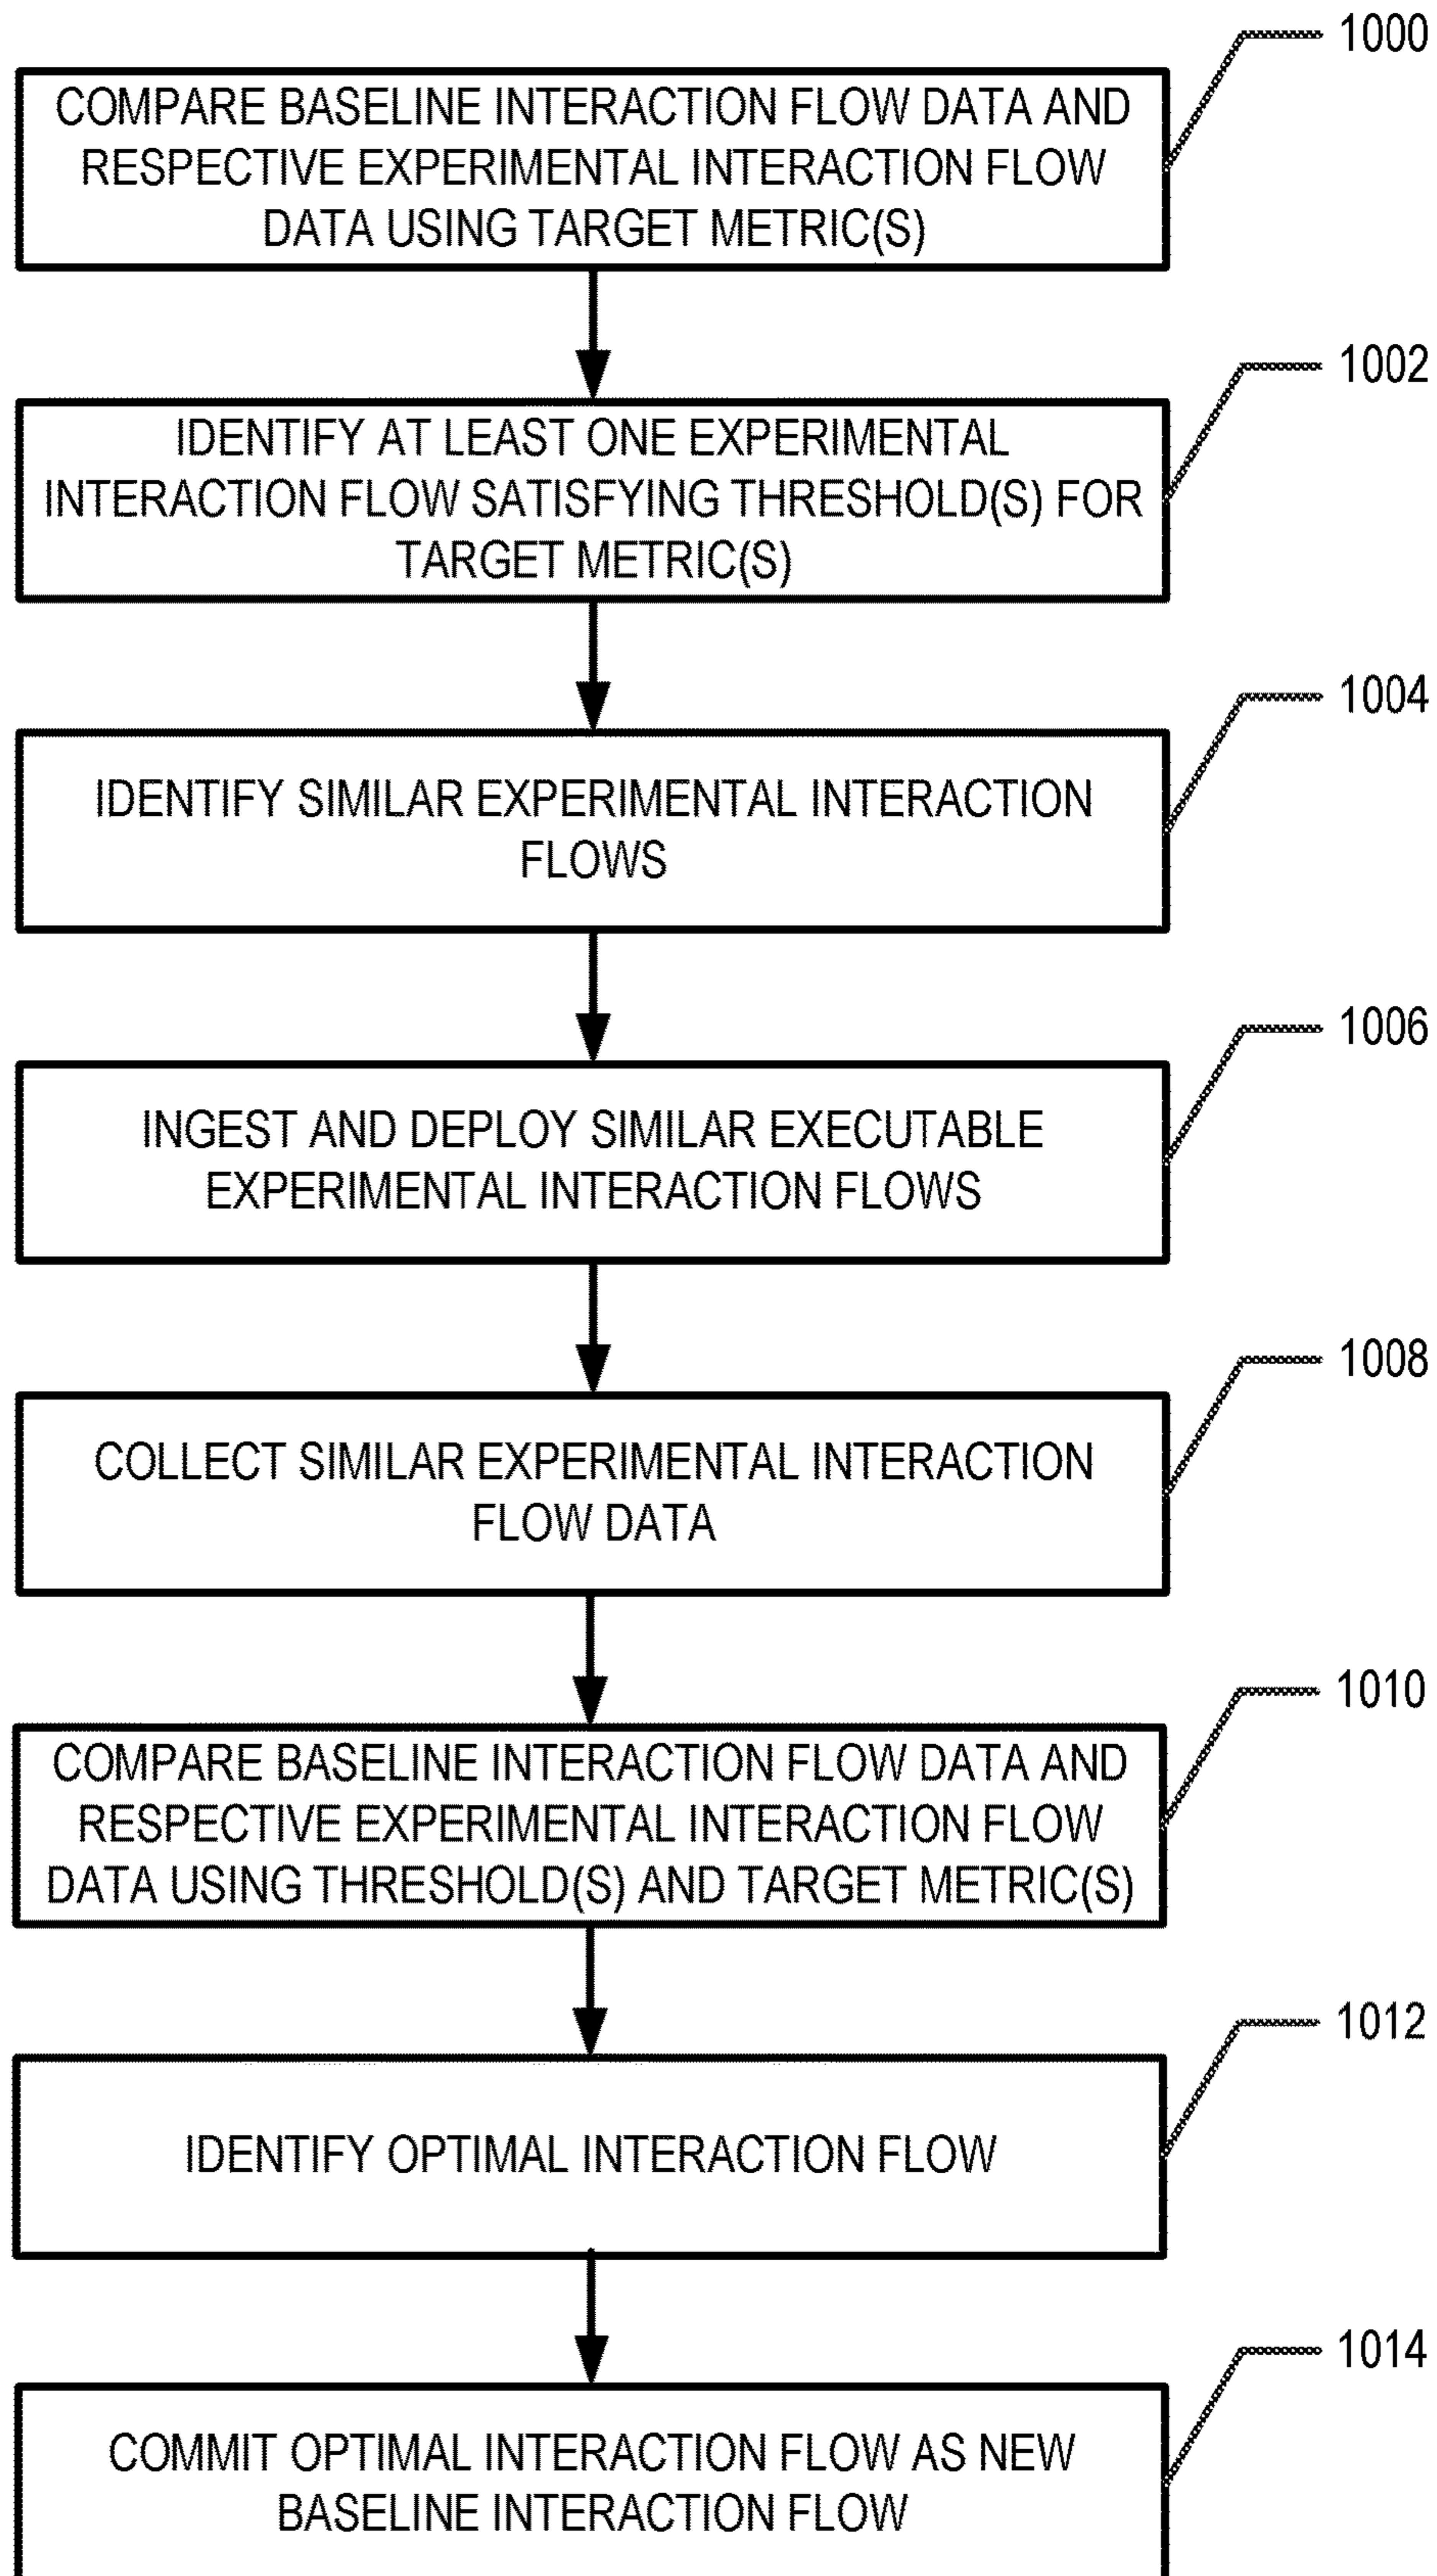 1000
COMPARE BASELINE INTERACTION FLOW DATA AND
RESPECTIVE EXPERIMENTAL INTERACTION FLOW
DATA USING TARGET METRIC(S)
1002
IDENTIFY AT LEAST ONE EXPERIMENTAL
INTERACTION FLOW SATISFYING THRESHOLD(S) FOR
TARGET METRIC(S)
1004
IDENTIFY SIMILAR EXPERIMENTAL INTERACTION
FLOWS
1006
INGEST AND DEPLOY SIMILAR EXECUTABLE
EXPERIMENTAL INTERACTION FLOWS
1008
COLLECT SIMILAR EXPERIMENTAL INTERACTION
FLOW DATA
1010
COMPARE BASELINE INTERACTION FLOW DATA AND
RESPECTIVE EXPERIMENTAL INTERACTION FLOW
DATA USING THRESHOLD(S) AND TARGET METRIC(S)
1012
IDENTIFY OPTIMAL INTERACTION FLOW
1014
COMMIT OPTIMAL INTERACTION FLOW AS NEW
BASELINE INTERACTION FLOW